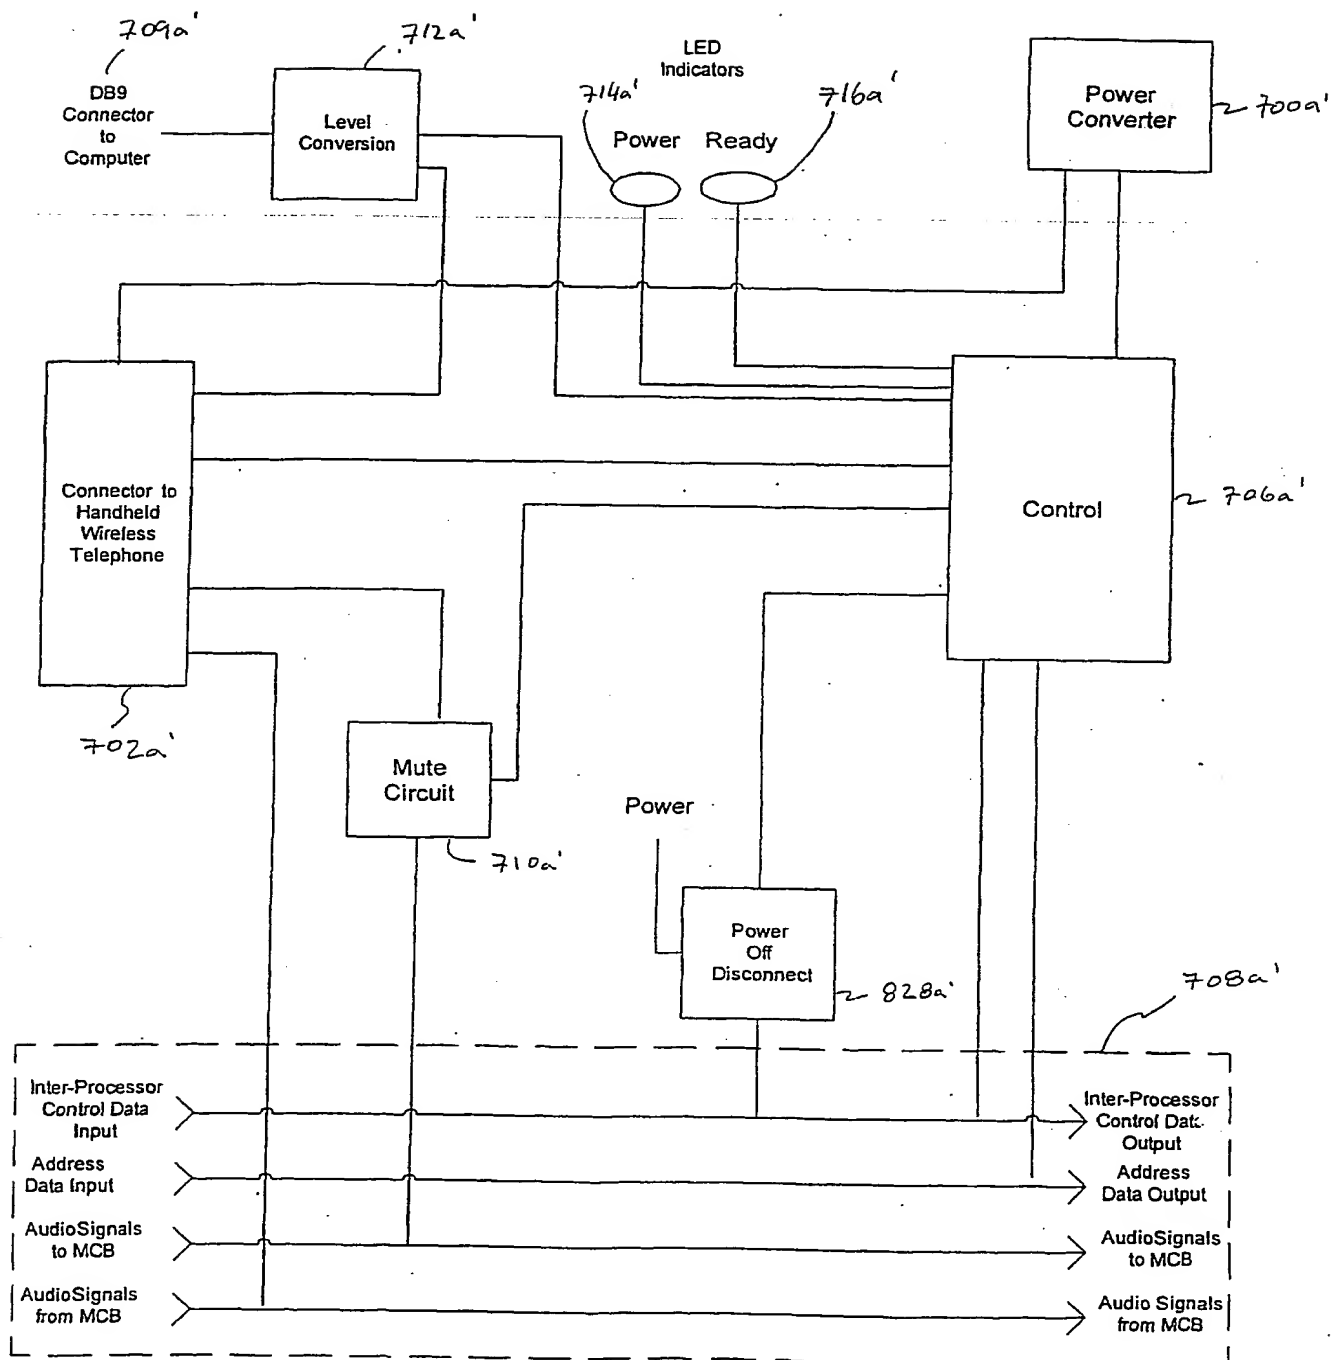 709a'
712a'
LED
Indicators
714a'
716a'
DB9
Connector
to
Computer
Level
Conversion
Power
Ready
Power
Converter
700a'
Connector to
Handheld
Wireless
Telephone
Control
706a'
702a'
Mute
Circuit
710a'
Power
Power
Off
Disconnect
828a'
708a'
Inter-Processor
Control Data
Input
Inter-Processor
Control Data
Output
Address
Data Input
Address
Data Output
AudioSignals
to MCB
AudioSignals
to MCB
AudioSignals
from MCB
Audio Signals
from MCB